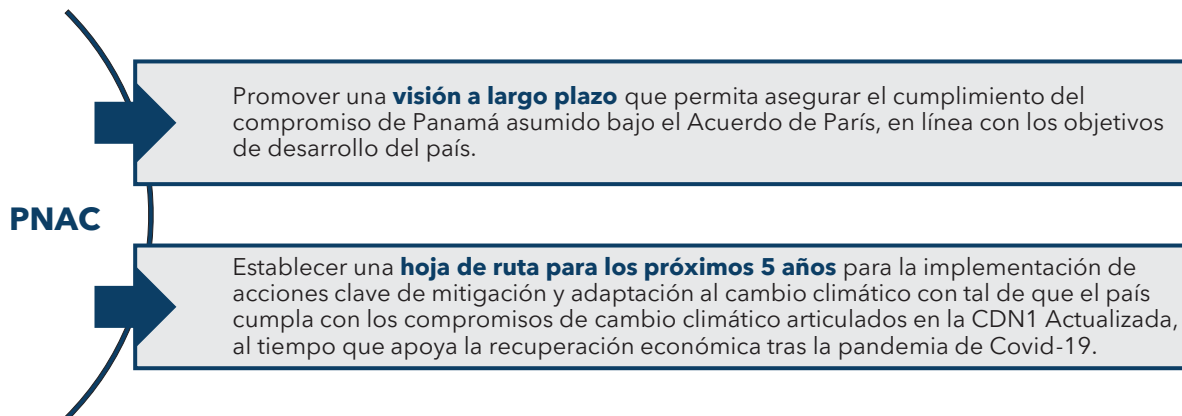 Promover una visión a largo plazo que permita asegurar el cumplimiento del
compromiso de Panamá asumido bajo el Acuerdo de París, en línea con los objetivos
de desarrollo del país.
PNAC
Establecer una hoja de ruta para los próximos 5 años para la implementación de
acciones clave de mitigación y adaptación al cambio climático con tal de que el país
cumpla con los compromisos de cambio climático articulados en la CDN1 Actualizada,
al tiempo que apoya la recuperación económica tras la pandemia de Covid-19.